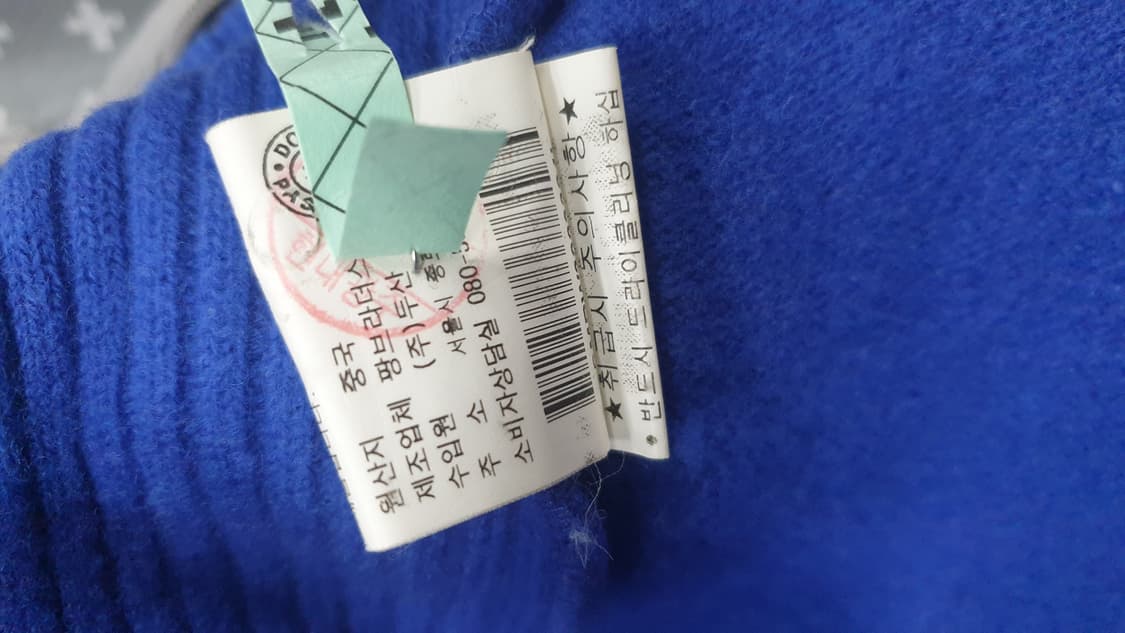 원산지 중국
제조업체 팡브라더스
수입원 (주)두산
주 소 서울시
소비자상담실 080-
★취급시 주의사항★
• 반드시 드라이클리닝 하십